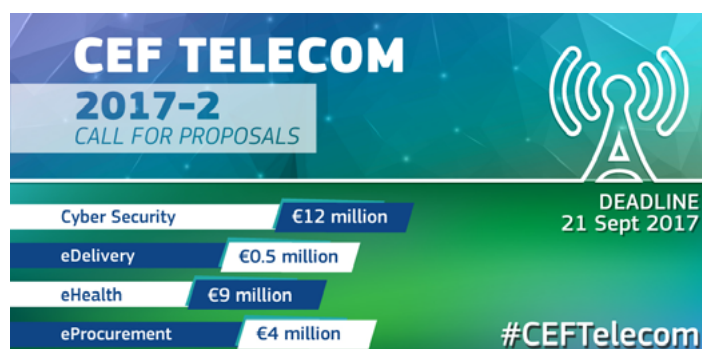 CEF TELECOM
2017-2
CALL FOR PROPOSALS
DEADLINE
21 Sept 2017
Cyber Security €12 million
eDelivery €0.5 million
eHealth €9 million
eProcurement €4 million
#CEFTelecom